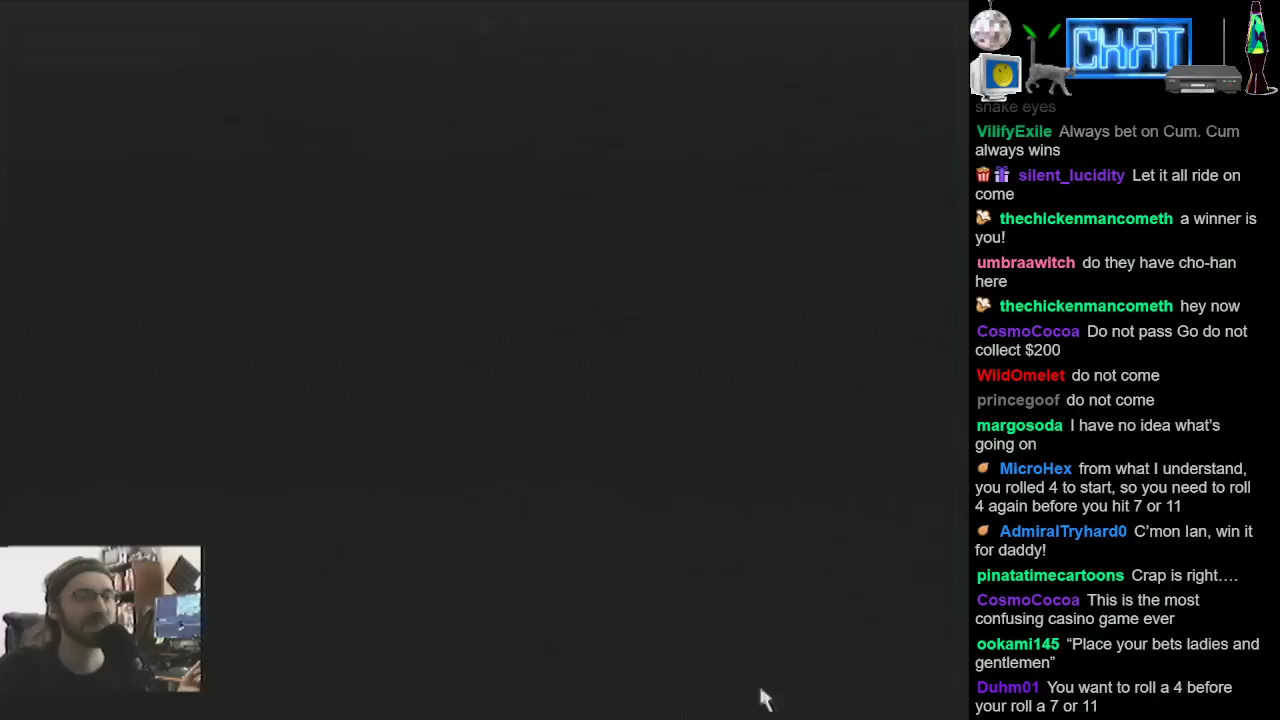 CHAT
snake eyes
VilifyExile Always bet on Cum. Cum
always wins
silent_lucidity Let it all ride on
come
thechickenmancometh a winner is
you!
umbraawitch do they have cho-han
here
thechickenmancometh hey now
CosmoCocoa Do not pass Go do not
collect $200
WildOmelet do not come
princegoof do not come
margosoda I have no idea what's
going on
MicroHex from what I understand,
you rolled 4 to start, so you need to roll
4 again before you hit 7 or 11
AdmiralTryhard0 C'mon Ian, win it
for daddy!
pinatatimecartoons Crap is right….
CosmoCocoa This is the most
confusing casino game ever
ookami145 “Place your bets ladies and
gentlemen”
Duhm01 You want to roll a 4 before
your roll a 7 or 11